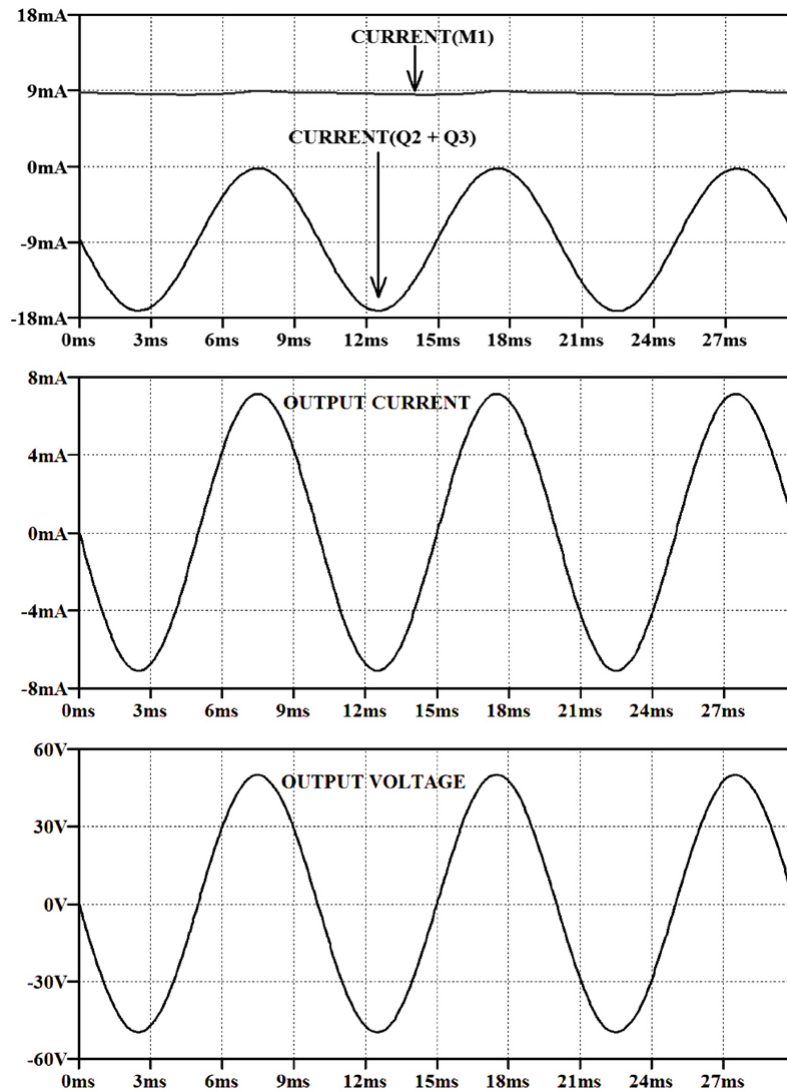 18mA
CURRENT(M1)
9mA
CURRENT(Q2 + Q3)
0mA
-9mA
-18mA
0ms 3ms 6ms 9ms 12ms 15ms 18ms 21ms 24ms 27ms
8mA
OUTPUT CURRENT
4mA
0mA
-4mA
-8mA
0ms 3ms 6ms 9ms 12ms 15ms 18ms 21ms 24ms 27ms
60V
OUTPUT VOLTAGE
30V
0V
-30V
-60V
0ms 3ms 6ms 9ms 12ms 15ms 18ms 21ms 24ms 27ms